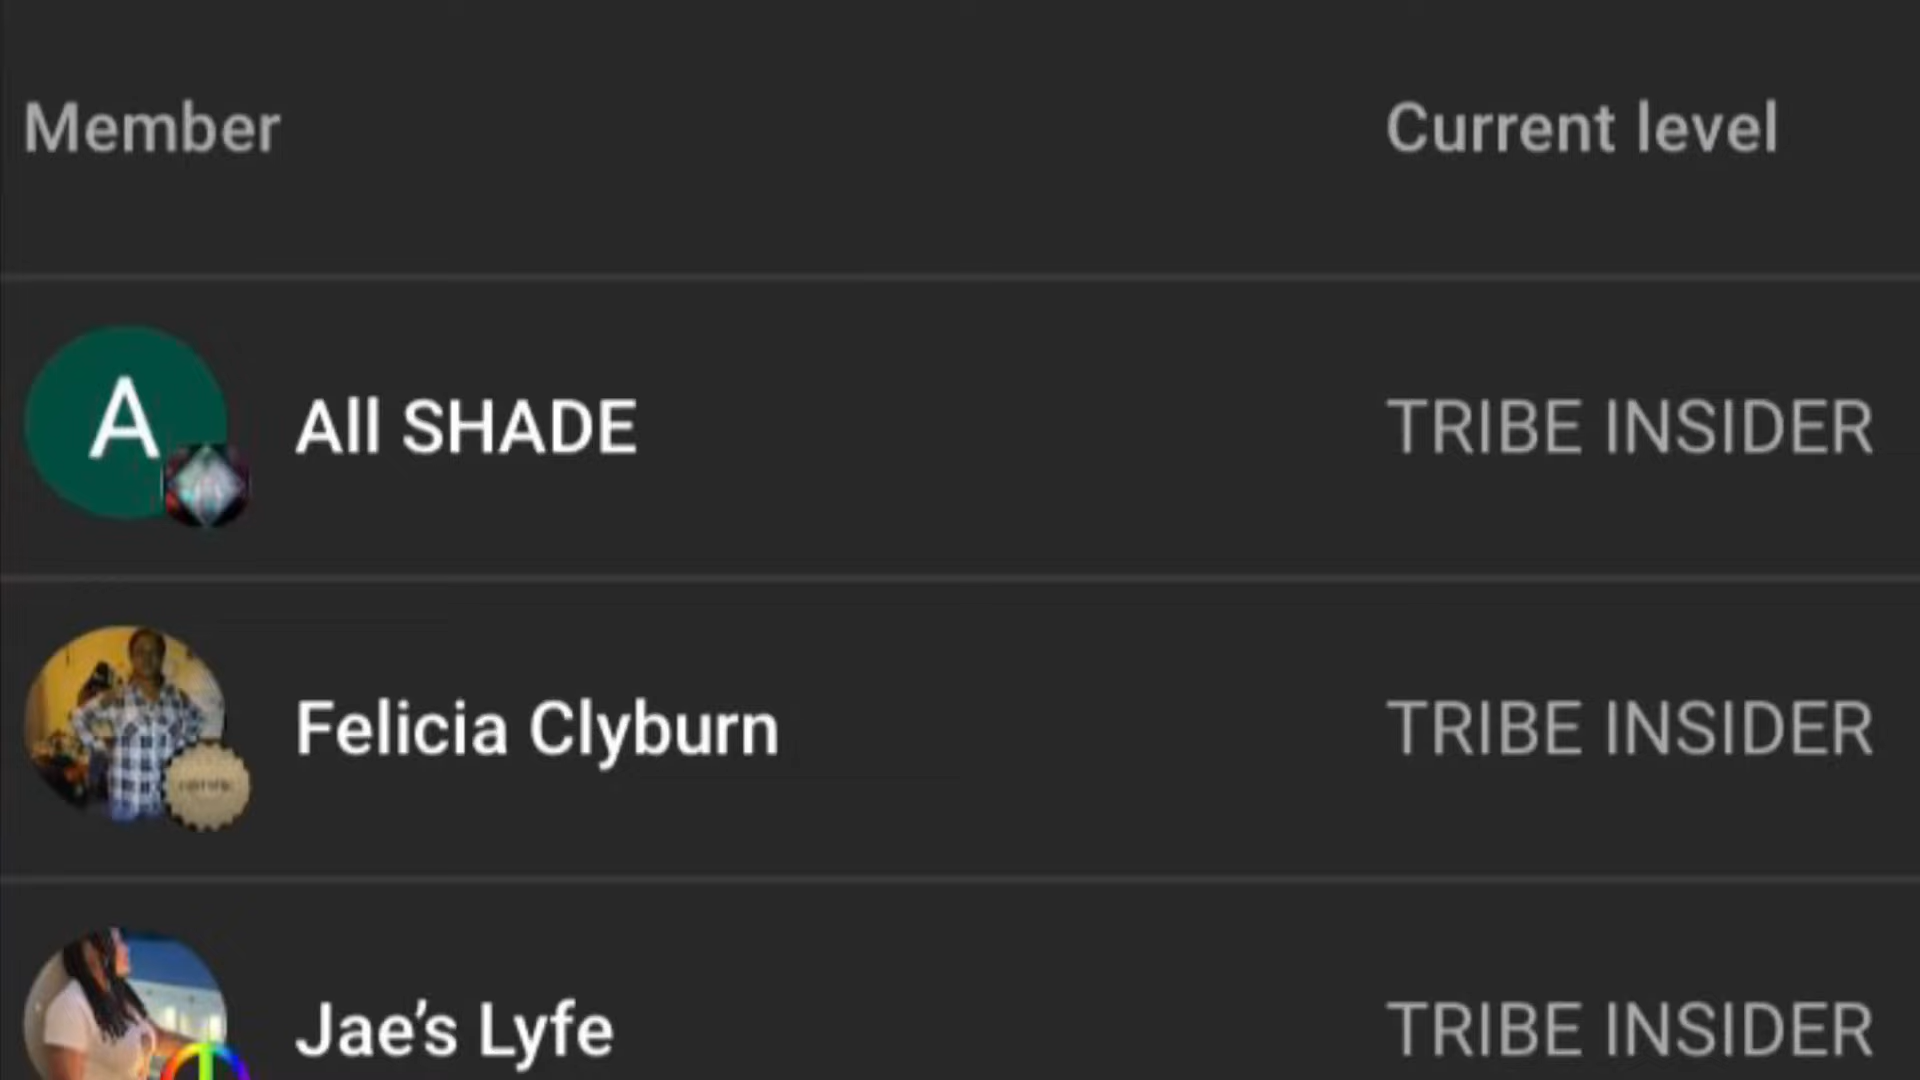 Member Current level
A All SHADE TRIBE INSIDER
Felicia Clyburn TRIBE INSIDER
Jae’s Lyfe TRIBE INSIDER